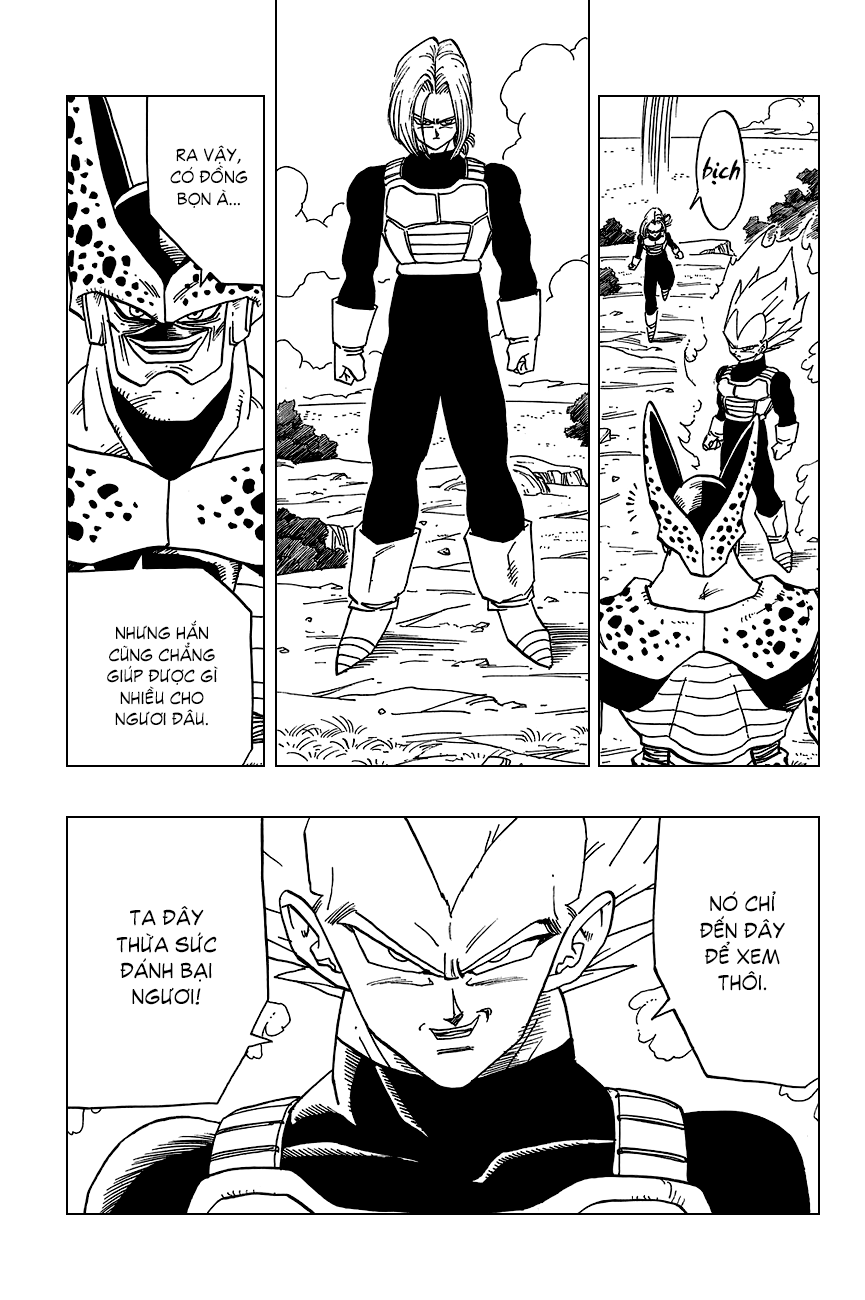 bịch
RA VẬY,
CÓ ĐỒNG
BỌN À...
NHƯNG HẮN
CŨNG CHẲNG
GIÚP ĐƯỢC GÌ
NHIỀU CHO
NGƯƠI ĐÂU.
NÓ CHỈ
ĐẾN ĐÂY
ĐỂ XEM
THÔI.
TA ĐÂY
THỪA SỨC
ĐÁNH BẠI
NGƯƠI!